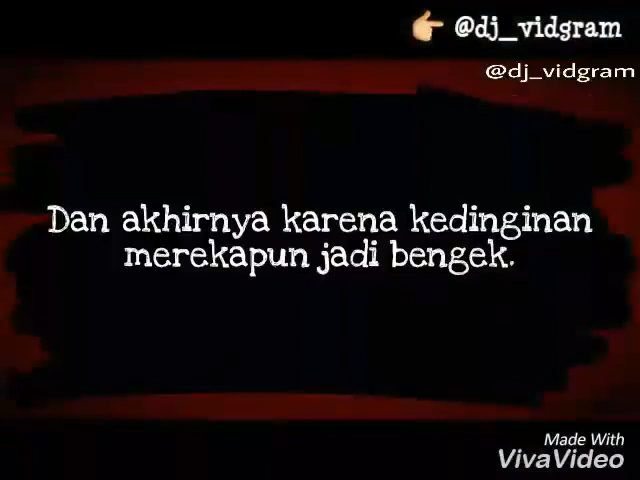 👉 @dj_vidgram
@dj_vidgram
Dan akhirnya karena kedinginan
merekapun jadi bengek.
Made With
VivaVideo